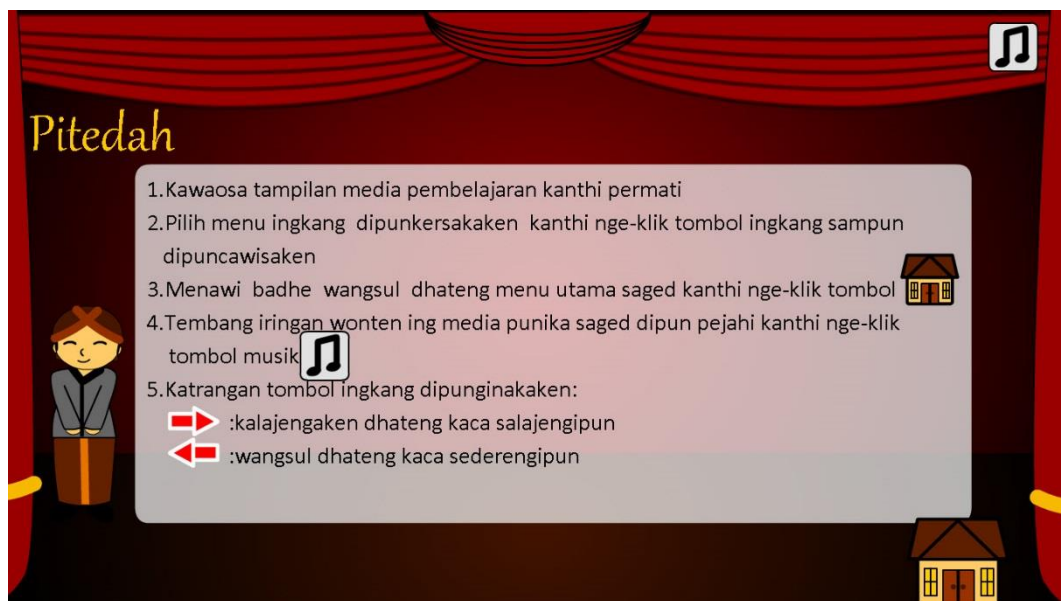 Pitedah
1.Kawaosa tampilan media pembelajaran kanthi permati
2.Pilih menu ingkang dipunkersakaken kanthi nge-klik tombol ingkang sampun
dipuncawisaken
3.Menawi badhe wangsul dhateng menu utama saged kanthi nge-klik tombol
4.Tembang iringan wonten ing media punika saged dipun pejahi kanthi nge-klik
tombol musik
5.Katrangan tombol ingkang dipunginakaken:
:kalajengaken dhateng kaca salajengipun
:wangsul dhateng kaca sederengipun